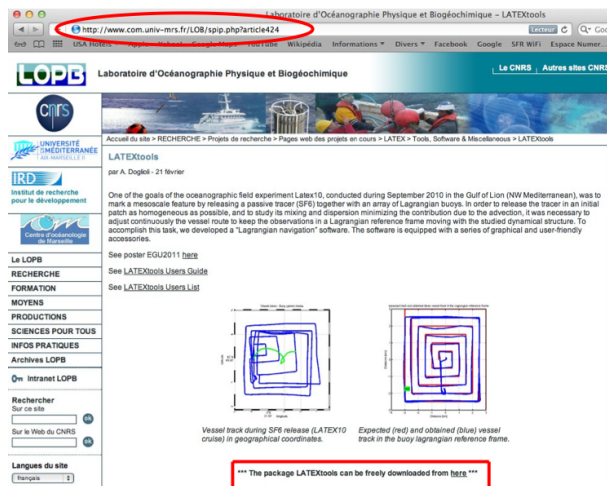 Laboratoire d'Océanographie Physique et Biogéochimique – LATEXtools
http://www.com.univ-mrs.fr/LOB/spip.php?article424
Lecteur
USA Hotels
Apple
Yahoo!
Google Maps
YouTube
Wikipédia
Informations
Divers
Facebook
Google
SFR WiFi
Espace Numer...
LOPB
Laboratoire d'Océanographie Physique et Biogéochimique
Le CNRS
Autres sites CNRS
cnrs
Accueil du site > RECHERCHE > Projets de recherche > Pages web des projets en cours > LATEX > Tools, Software & Miscellaneous > LATEXtools
UNIVERSITÉ
DE LA MÉDITERRANÉE
AIX-MARSEILLE II
IRD
Institut de recherche
pour le développement
Centre d'océanologie
de Marseille
LATEXtools
par A. Doglioli - 21 février
One of the goals of the oceanographic field experiment Latex10, conducted during September 2010 in the Gulf of Lion (NW Mediterranean), was to
mark a mesoscale feature by releasing a passive tracer (SF6) together with an array of Lagrangian buoys. In order to release the tracer in an initial
patch as homogeneous as possible, and to study its mixing and dispersion minimizing the contribution due to the advection, it was necessary to
adjust continuously the vessel route to keep the observations in a Lagrangian reference frame moving with the studied dynamical structure. To
accomplish this task, we developed a "Lagrangian navigation" software. The software is equipped with a series of graphical and user-friendly
accessories.
See poster EGU2011 here
See LATEXtools Users Guide
See LATEXtools Users List
Le LOPB
RECHERCHE
FORMATION
MOYENS
PRODUCTIONS
SCIENCES POUR TOUS
INFOS PRATIQUES
Archives LOPB
Intranet LOPB
Rechercher
Sur ce site
ok
Sur le Web du CNRS
ok
Langues du site
français
Vessel track during SF6 release (LATEX10
cruise) in geographical coordinates.
Expected (red) and obtained (blue) vessel
track in the buoy lagrangian reference frame.
*** The package LATEXtools can be freely downloaded from here ***